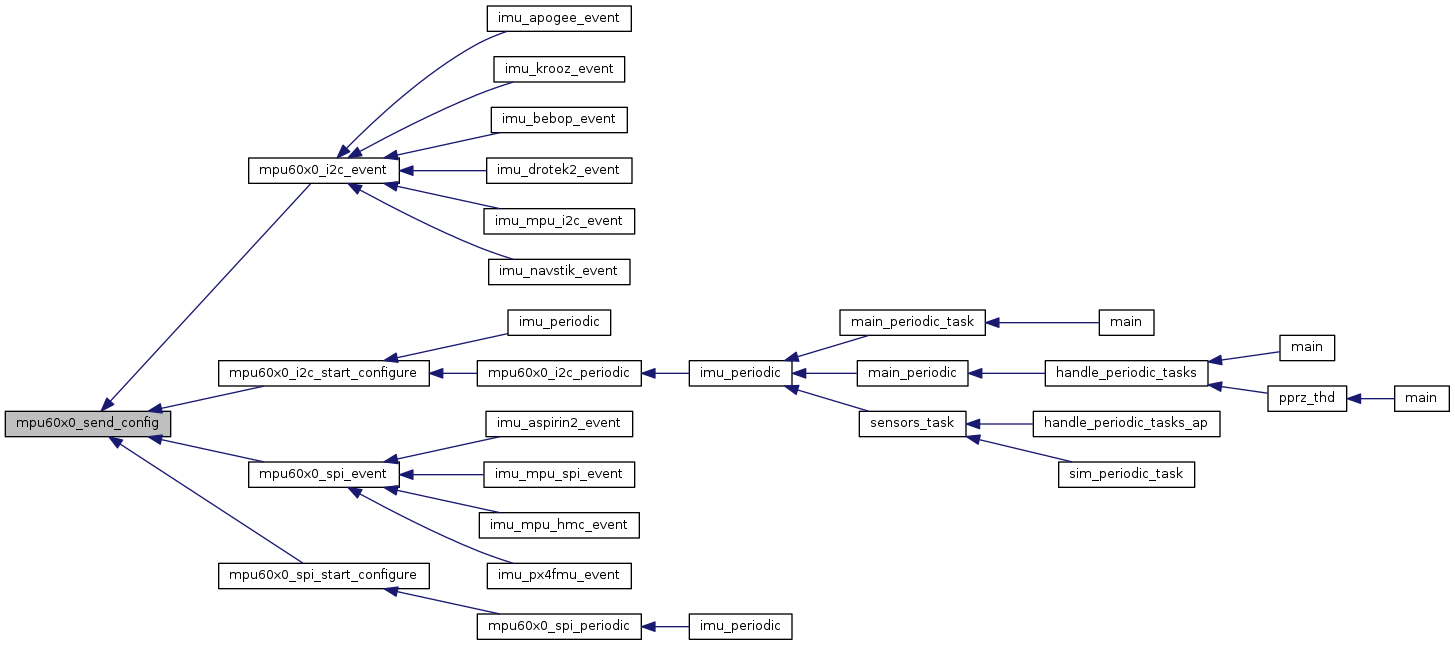 imu_apogee_event
imu_krooz_event
imu_bebop_event
mpu60x0_i2c_event
imu_drotek2_event
imu_mpu_i2c_event
imu_navstik_event
imu_periodic
main_periodic_task
main
main
mpu60x0_i2c_start_configure
mpu60x0_i2c_periodic
imu_periodic
main_periodic
handle_periodic_tasks
pprz_thd
main
mpu60x0_send_config
imu_aspirin2_event
sensors_task
handle_periodic_tasks_ap
mpu60x0_spi_event
imu_mpu_spi_event
sim_periodic_task
imu_mpu_hmc_event
mpu60x0_spi_start_configure
imu_px4fmu_event
mpu60x0_spi_periodic
imu_periodic